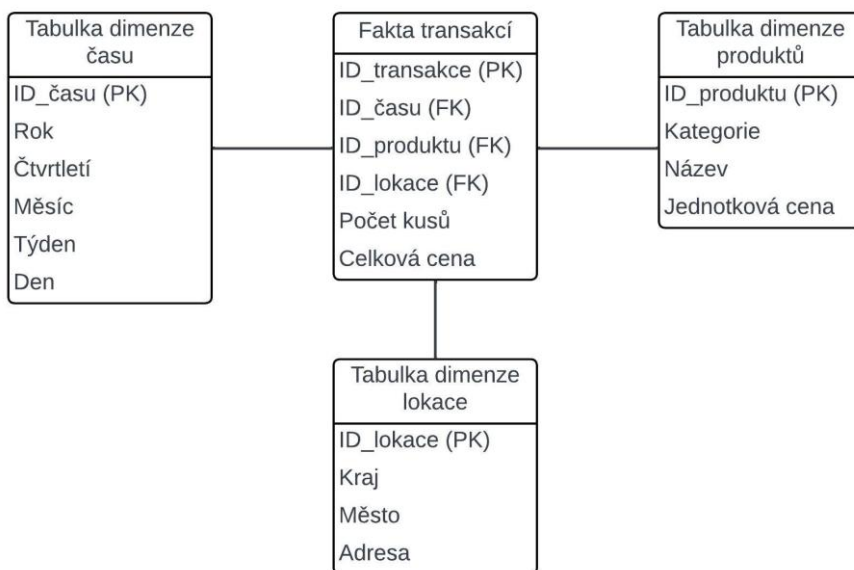 Tabulka dimenze
času
ID_času (PK)
Rok
Čtvrtletí
Měsíc
Týden
Den
Fakta transakcí
ID_transakce (PK)
ID_času (FK)
ID_produktu (FK)
ID_lokace (FK)
Počet kusů
Celková cena
Tabulka dimenze
produktů
ID_produktu (PK)
Kategorie
Název
Jednotková cena
Tabulka dimenze
lokace
ID_lokace (PK)
Kraj
Město
Adresa